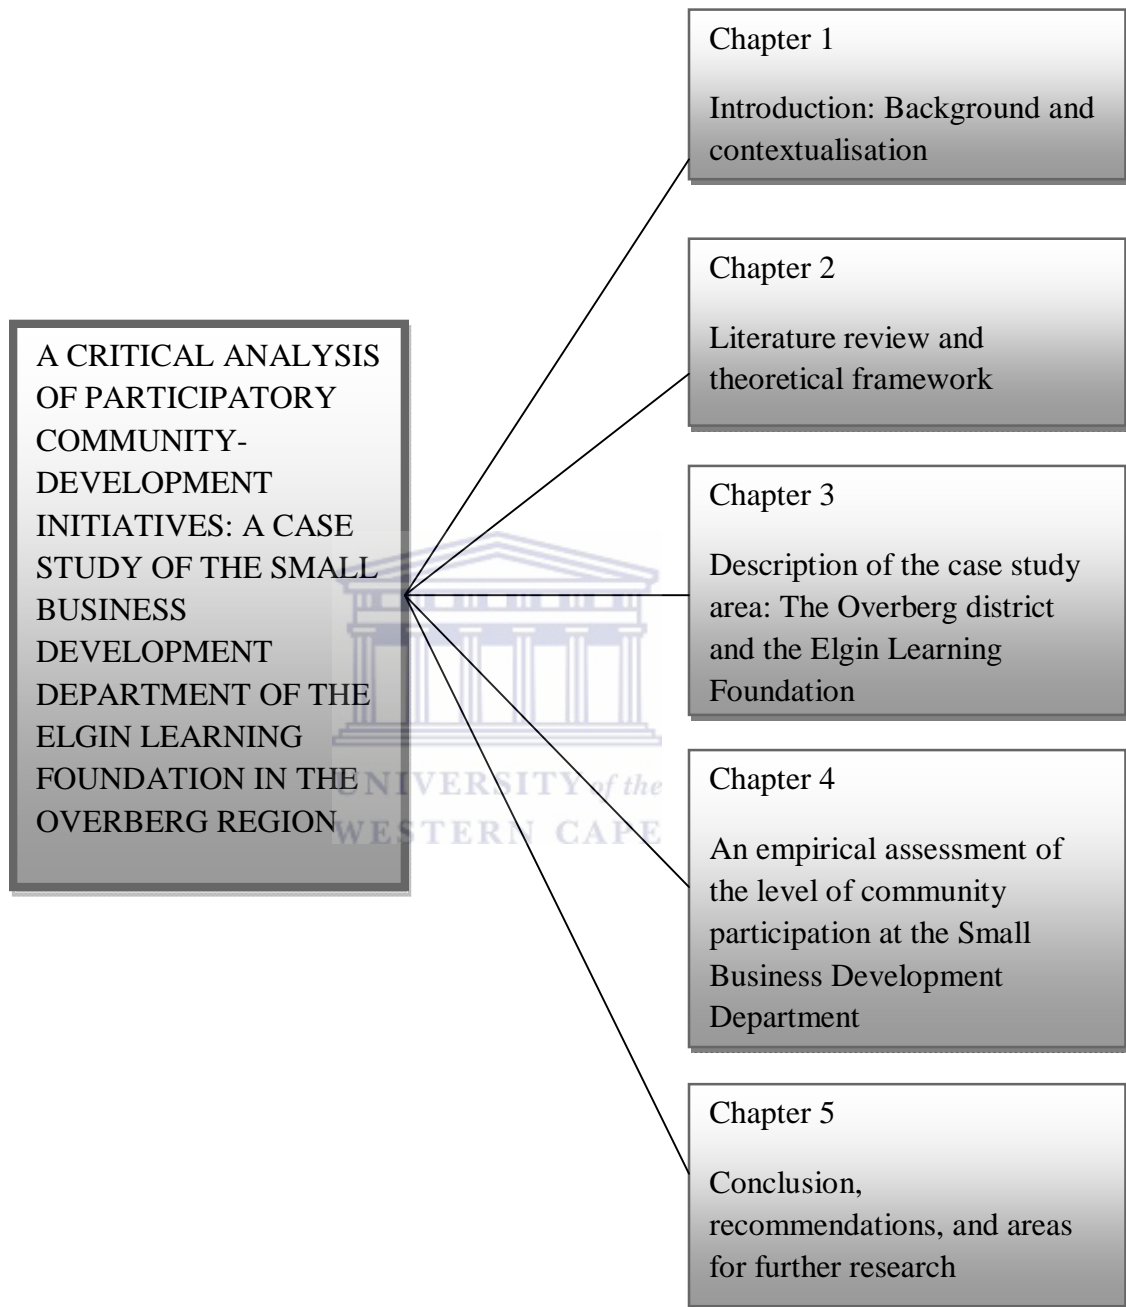 A CRITICAL ANALYSIS
OF PARTICIPATORY
COMMUNITY-
DEVELOPMENT
INITIATIVES: A CASE
STUDY OF THE SMALL
BUSINESS
DEVELOPMENT
DEPARTMENT OF THE
ELGIN LEARNING
FOUNDATION IN THE
OVERBERG REGION
UNIVERSITY of the
WESTERN CAPE
Chapter 1
Introduction: Background and
contextualisation
Chapter 2
Literature review and
theoretical framework
Chapter 3
Description of the case study
area: The Overberg district
and the Elgin Learning
Foundation
Chapter 4
An empirical assessment of
the level of community
participation at the Small
Business Development
Department
Chapter 5
Conclusion,
recommendations, and areas
for further research